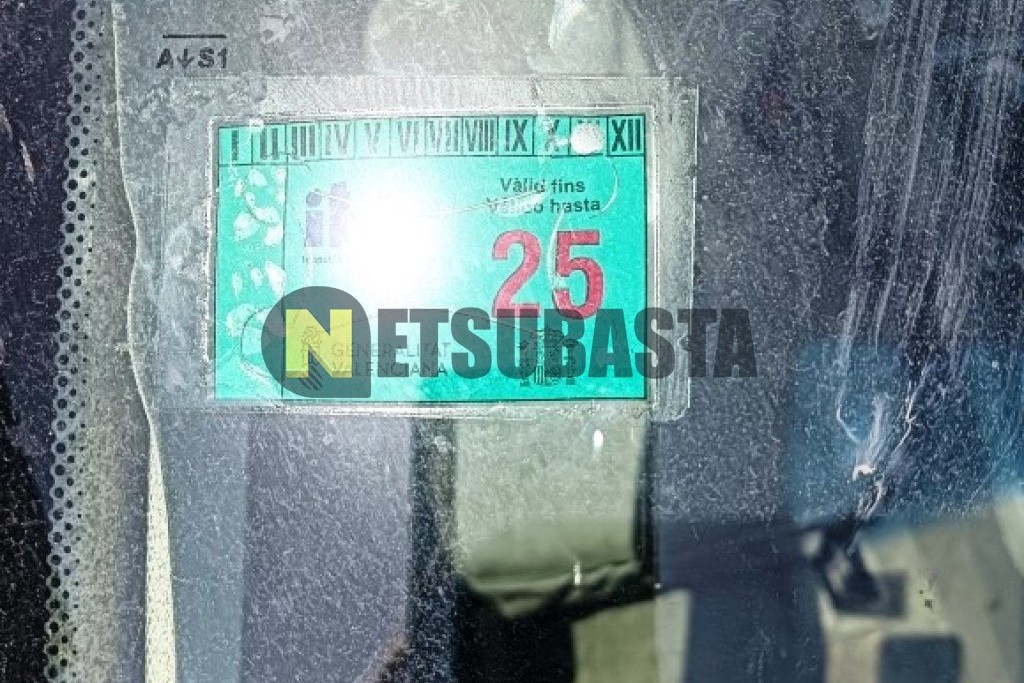 A↓S1
I II III IV V VI VII VIII IX X XI XII
Vàlid fins
Válido hasta
25
NETSUBASTA
GENERALITAT
VALENCIANA